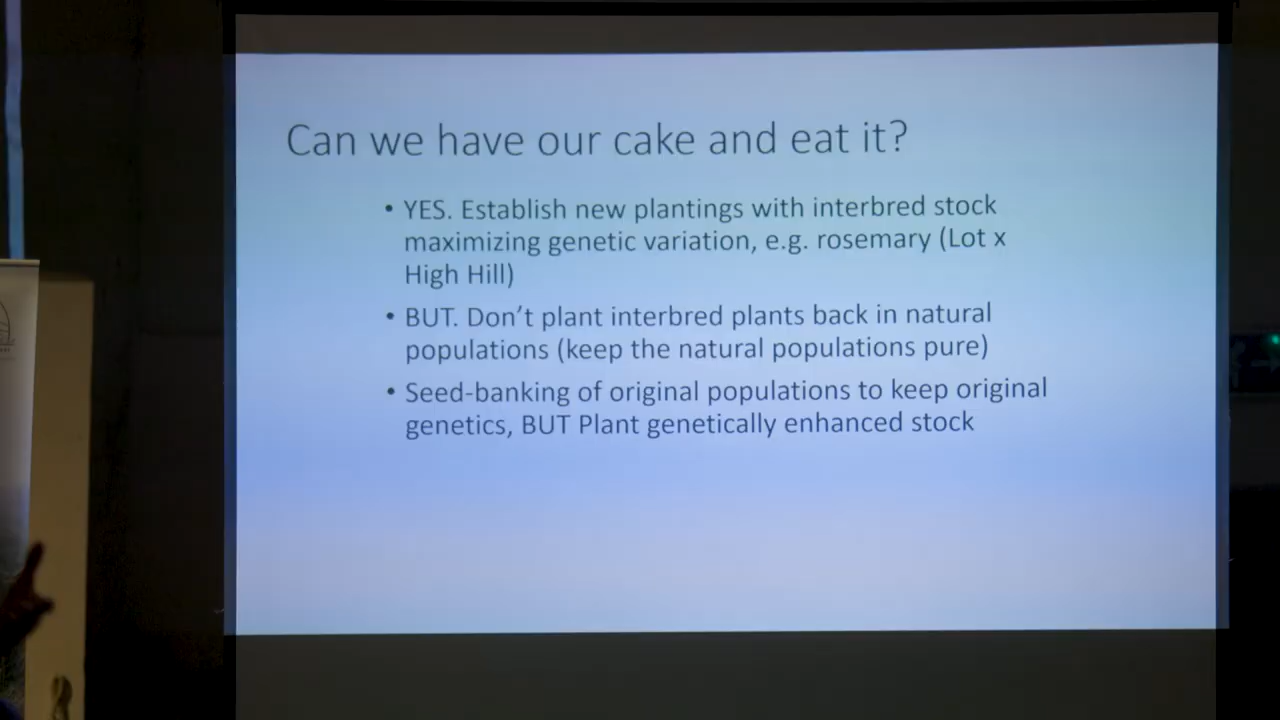 Can we have our cake and eat it?
• YES. Establish new plantings with interbred stock
maximizing genetic variation, e.g. rosemary (Lot x
High Hill)
• BUT. Don’t plant interbred plants back in natural
populations (keep the natural populations pure)
• Seed-banking of original populations to keep original
genetics, BUT Plant genetically enhanced stock